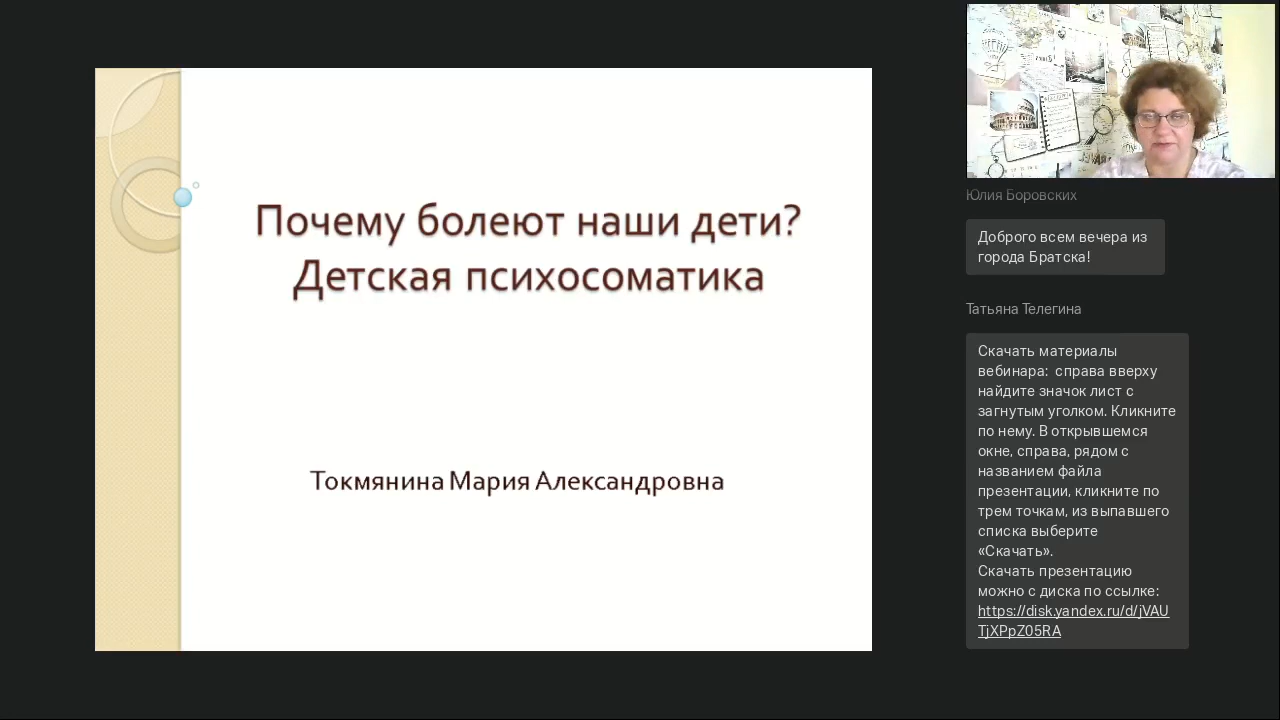 Почему болеют наши дети?
Детская психосоматика
Токмянина Мария Александровна
Юлия Боровских
Доброго всем вечера из
города Братска!
Татьяна Телегина
Скачать материалы
вебинара:  справа вверху
найдите значок лист с
загнутым уголком. Кликните
по нему. В открывшемся
окне, справа, рядом с
названием файла
презентации, кликните по
трем точкам, из выпавшего
списка выберите
«Скачать».
Скачать презентацию
можно с диска по ссылке:
https://disk.yandex.ru/d/jVAU
TjXPpZ05RA